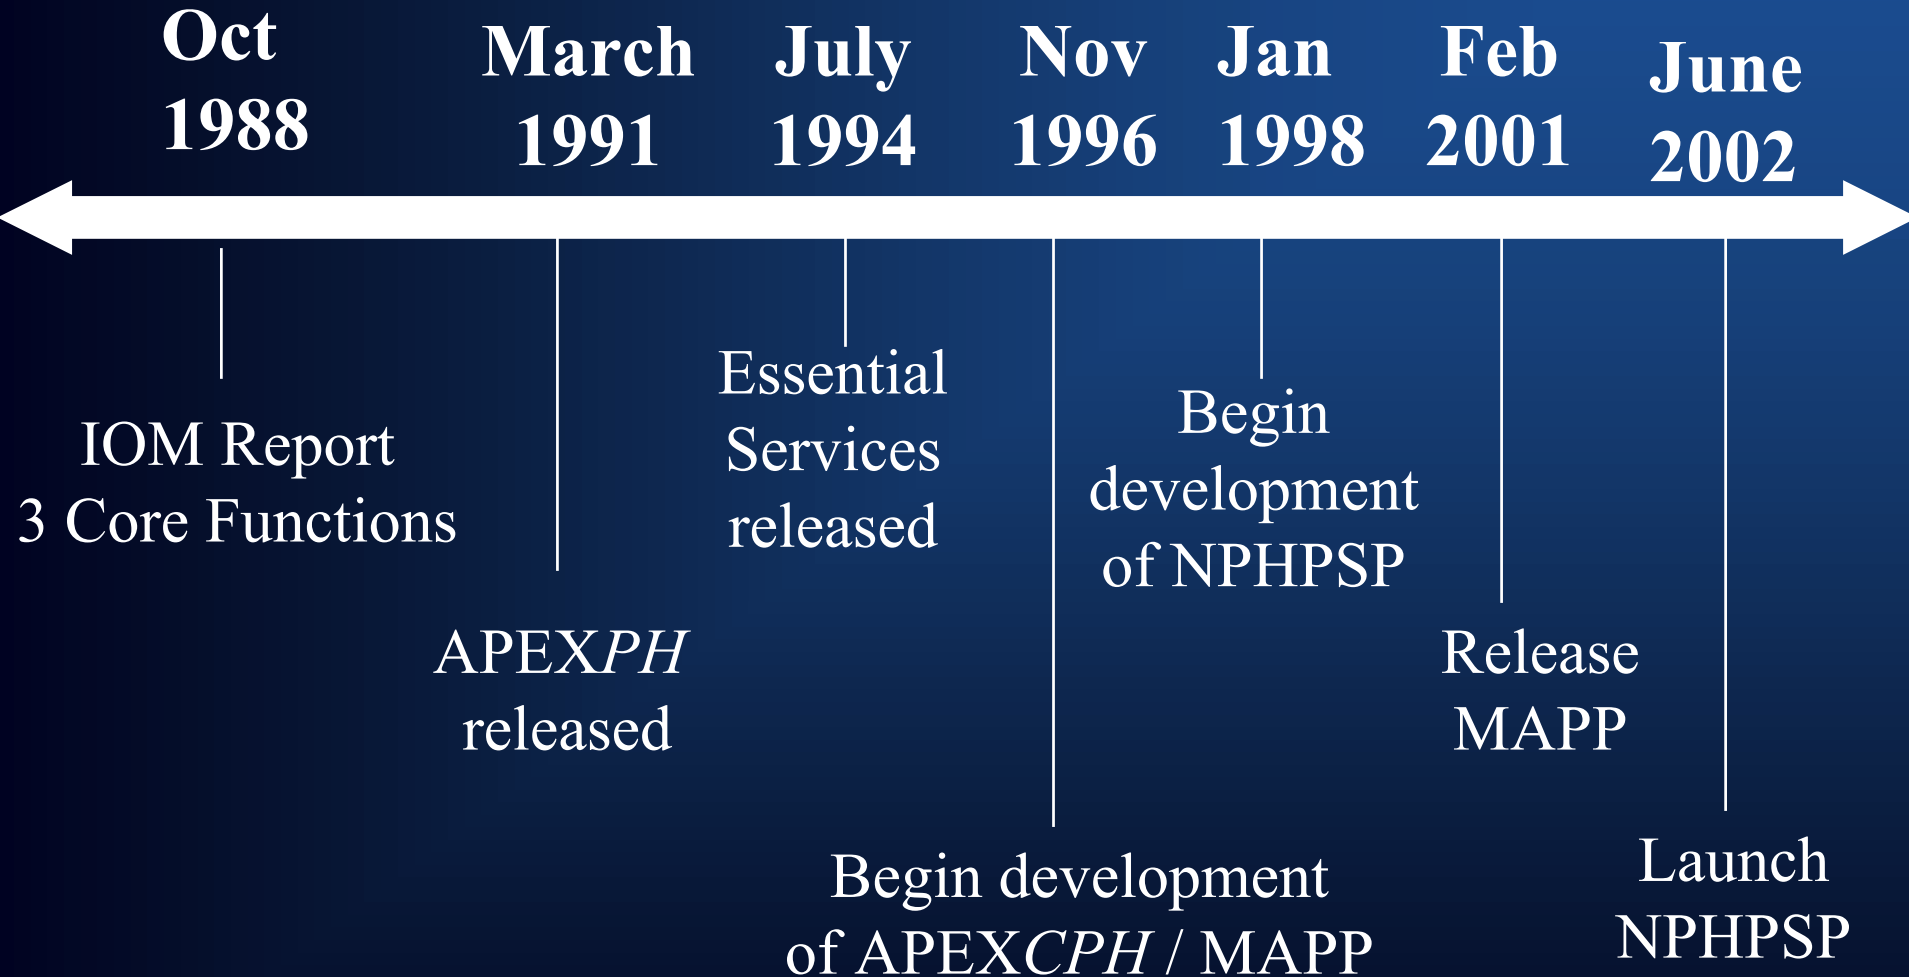 Oct
1988
March
1991
July
1994
Nov
1996
Jan
1998
Feb
2001
June
2002
IOM Report
3 Core Functions
APEXPH
released
Essential
Services
released
Begin development
of APEXCPH / MAPP
Begin
development
of NPHPSP
Release
MAPP
Launch
NPHPSP